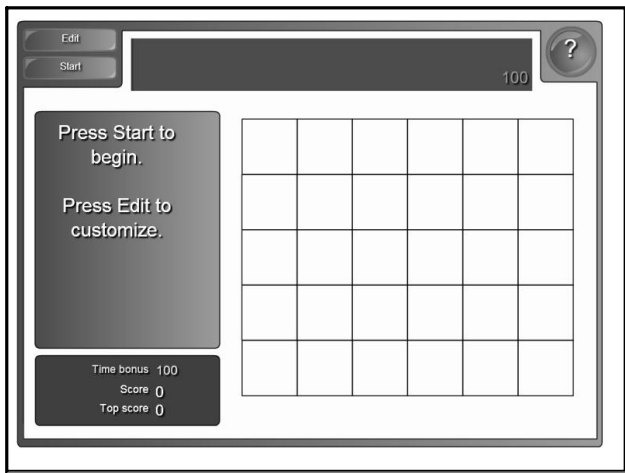 Edit
Start
?
100
Press Start to
begin.
Press Edit to
customize.
Time bonus 100
Score 0
Top score 0